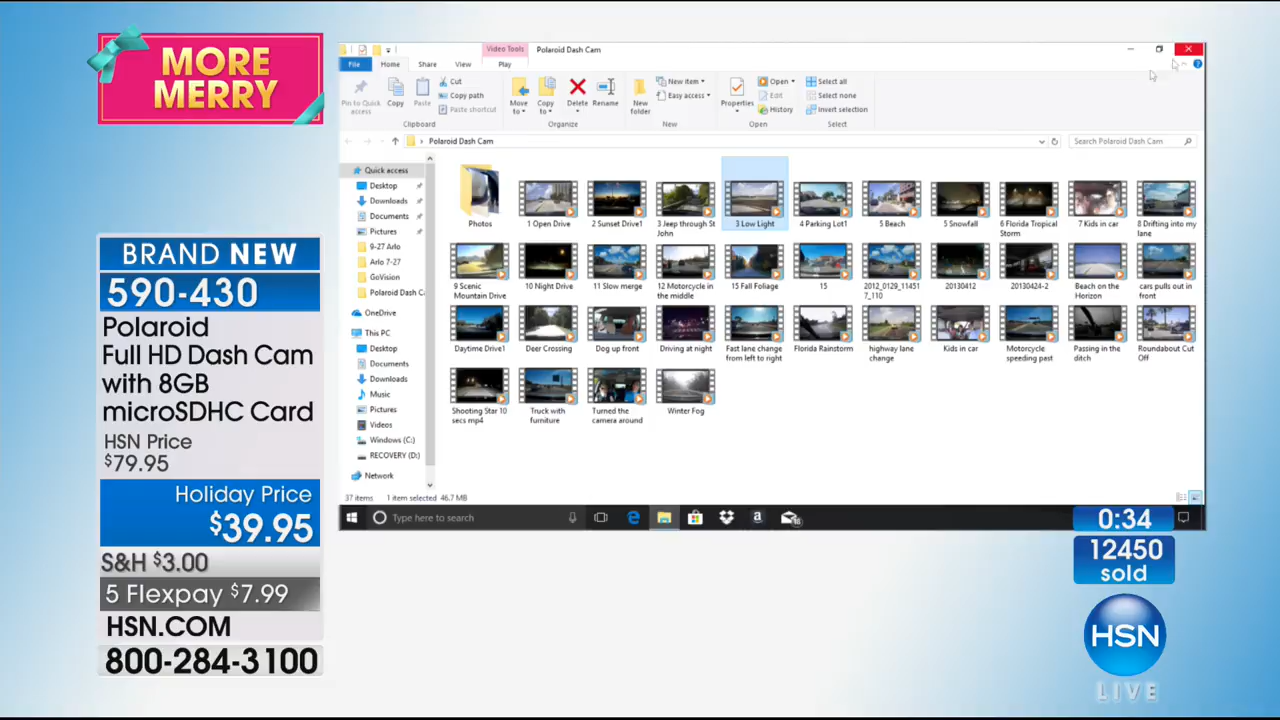 MORE
MERRY
BRAND NEW
590-430
Polaroid
Full HD Dash Cam
with 8GB
microSDHC Card
HSN Price
$79.95
Holiday Price
$39.95
S&H $3.00
5 Flexpay $7.99
HSN.COM
800-284-3100
Video Tools
Polaroid Dash Cam
File
Home
Share
View
Play
Pin to Quick
access
Copy
Paste
Cut
Copy path
Paste shortcut
Clipboard
Move
to
Copy
to
Delete
Rename
Organize
New
folder
New item
Easy access
New
Properties
Open
Edit
History
Open
Select all
Select none
Invert selection
Select
Polaroid Dash Cam
Search Polaroid Dash Cam
Quick access
Desktop
Downloads
Documents
Pictures
9-27 Arlo
Arlo 7-27
GoVision
Polaroid Dash C
OneDrive
This PC
Desktop
Documents
Downloads
Music
Pictures
Videos
Windows (C:)
RECOVERY (D:)
Network
Photos
1 Open Drive
2 Sunset Drive1
3 Jeep through St
John
3 Low Light
4 Parking Lot1
5 Beach
5 Snowfall
6 Florida Tropical
Storm
7 Kids in car
8 Drifting into my
lane
9 Scenic
Mountain Drive
10 Night Drive
11 Slow merge
12 Motorcycle in
the middle
15 Fall Foliage
15
2012_0129_11451
7_110
20130412
20130424-2
Beach on the
Horizon
cars pulls out in
front
Daytime Drive1
Deer Crossing
Dog up front
Driving at night
Fast lane change
from left to right
Florida Rainstorm
highway lane
change
Kids in car
Motorcycle
speeding past
Passing in the
ditch
Roundabout Cut
Off
Shooting Star 10
secs mp4
Truck with
furniture
Turned the
camera around
Winter Fog
37 items
1 item selected 46.7 MB
Type here to search
0:34
12450
sold
HSN
LIVE